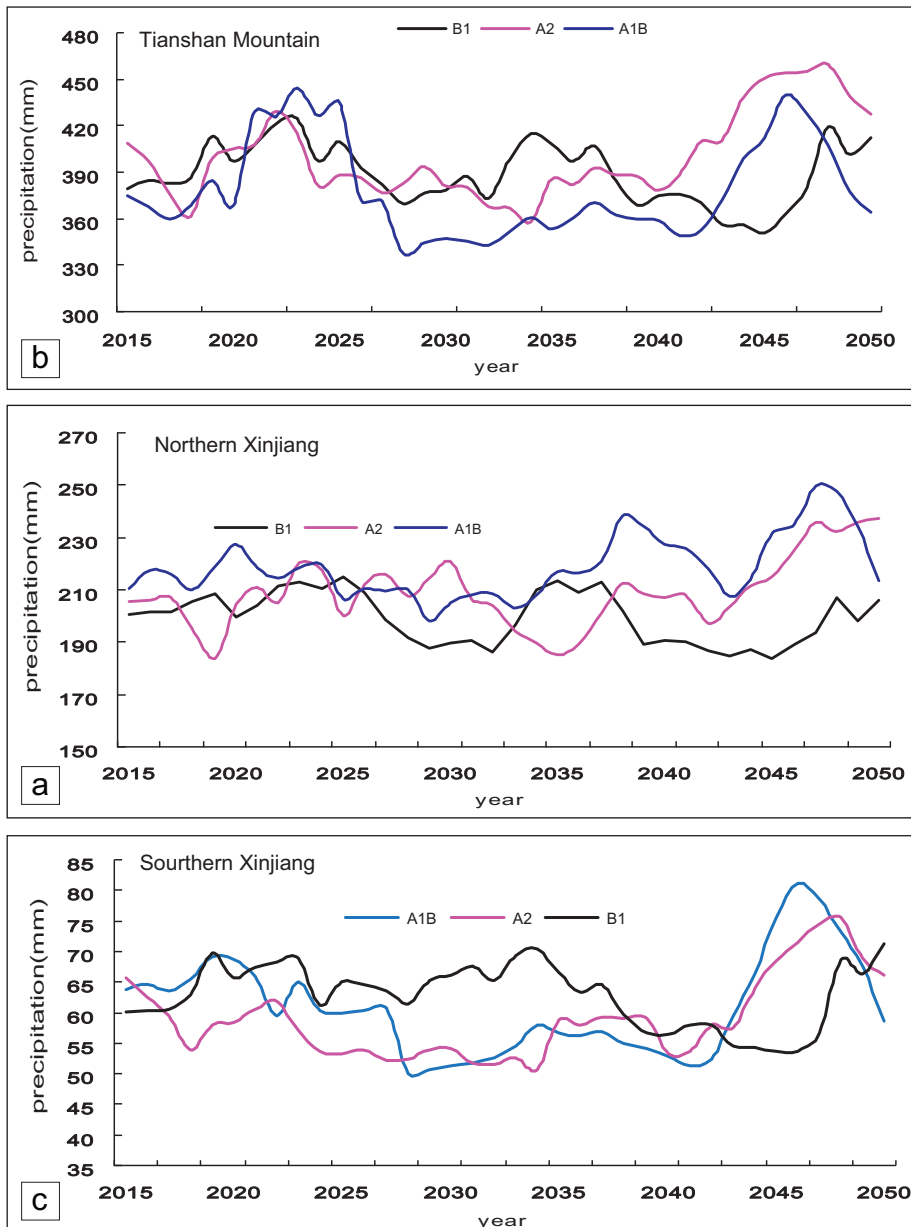 480
Tianshan Mountain
B1 A2 A1B
450
420
390
360
330
300
precipitation(mm)
2015 2020 2025 2030 2035 2040 2045 2050
year
b
270
Northern Xinjiang
250
B1 A2 A1B
230
210
190
170
150
precipitation(mm)
2015 2020 2025 2030 2035 2040 2045 2050
year
a
85
Sourthern Xinjiang
80
A1B A2 B1
75
70
65
60
55
50
45
40
35
precipitation(mm)
2015 2020 2025 2030 2035 2040 2045 2050
year
c